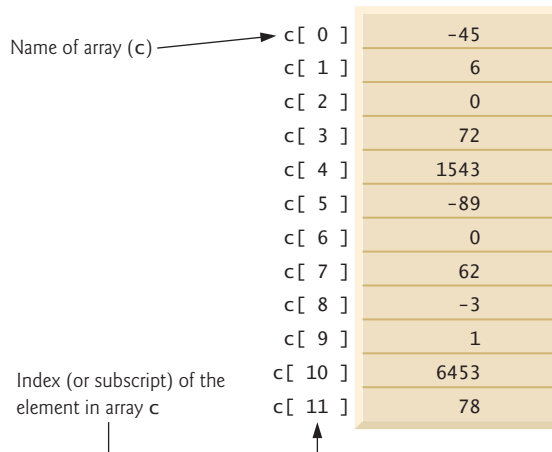 Name of array (c)
c[ 0 ] -45
c[ 1 ] 6
c[ 2 ] 0
c[ 3 ] 72
c[ 4 ] 1543
c[ 5 ] -89
c[ 6 ] 0
c[ 7 ] 62
c[ 8 ] -3
c[ 9 ] 1
c[ 10 ] 6453
c[ 11 ] 78
Index (or subscript) of the
element in array c